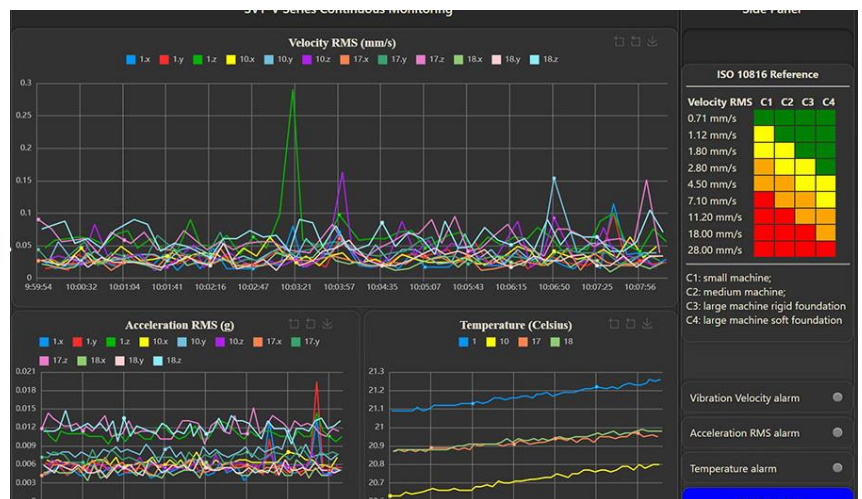 SVT-V Series Continuous Monitoring
Side Panel
Velocity RMS (mm/s)
1.x 1.y 1.z 10.x 10.y 10.z 17.x 17.y 17.z 18.x 18.y 18.z
0.3
0.25
0.2
0.15
0.1
0.05
0
9:59:54 10:00:32 10:01:04 10:01:41 10:02:16 10:02:47 10:03:21 10:03:57 10:04:35 10:05:07 10:05:43 10:06:15 10:06:50 10:07:25 10:07:56
ISO 10816 Reference
Velocity RMS C1 C2 C3 C4
0.71 mm/s
1.12 mm/s
1.80 mm/s
2.80 mm/s
4.50 mm/s
7.10 mm/s
11.20 mm/s
18.00 mm/s
28.00 mm/s
C1: small machine;
C2: medium machine;
C3: large machine rigid foundation
C4: large machine soft foundation
Acceleration RMS (g)
1.x 1.y 1.z 10.x 10.y 10.z 17.x 17.y
17.z 18.x 18.y 18.z
0.021
0.018
0.015
0.012
0.009
0.006
0.003
Temperature (Celsius)
1 10 17 18
21.3
21.2
21.1
21
20.9
20.8
20.7
Vibration Velocity alarm
Acceleration RMS alarm
Temperature alarm